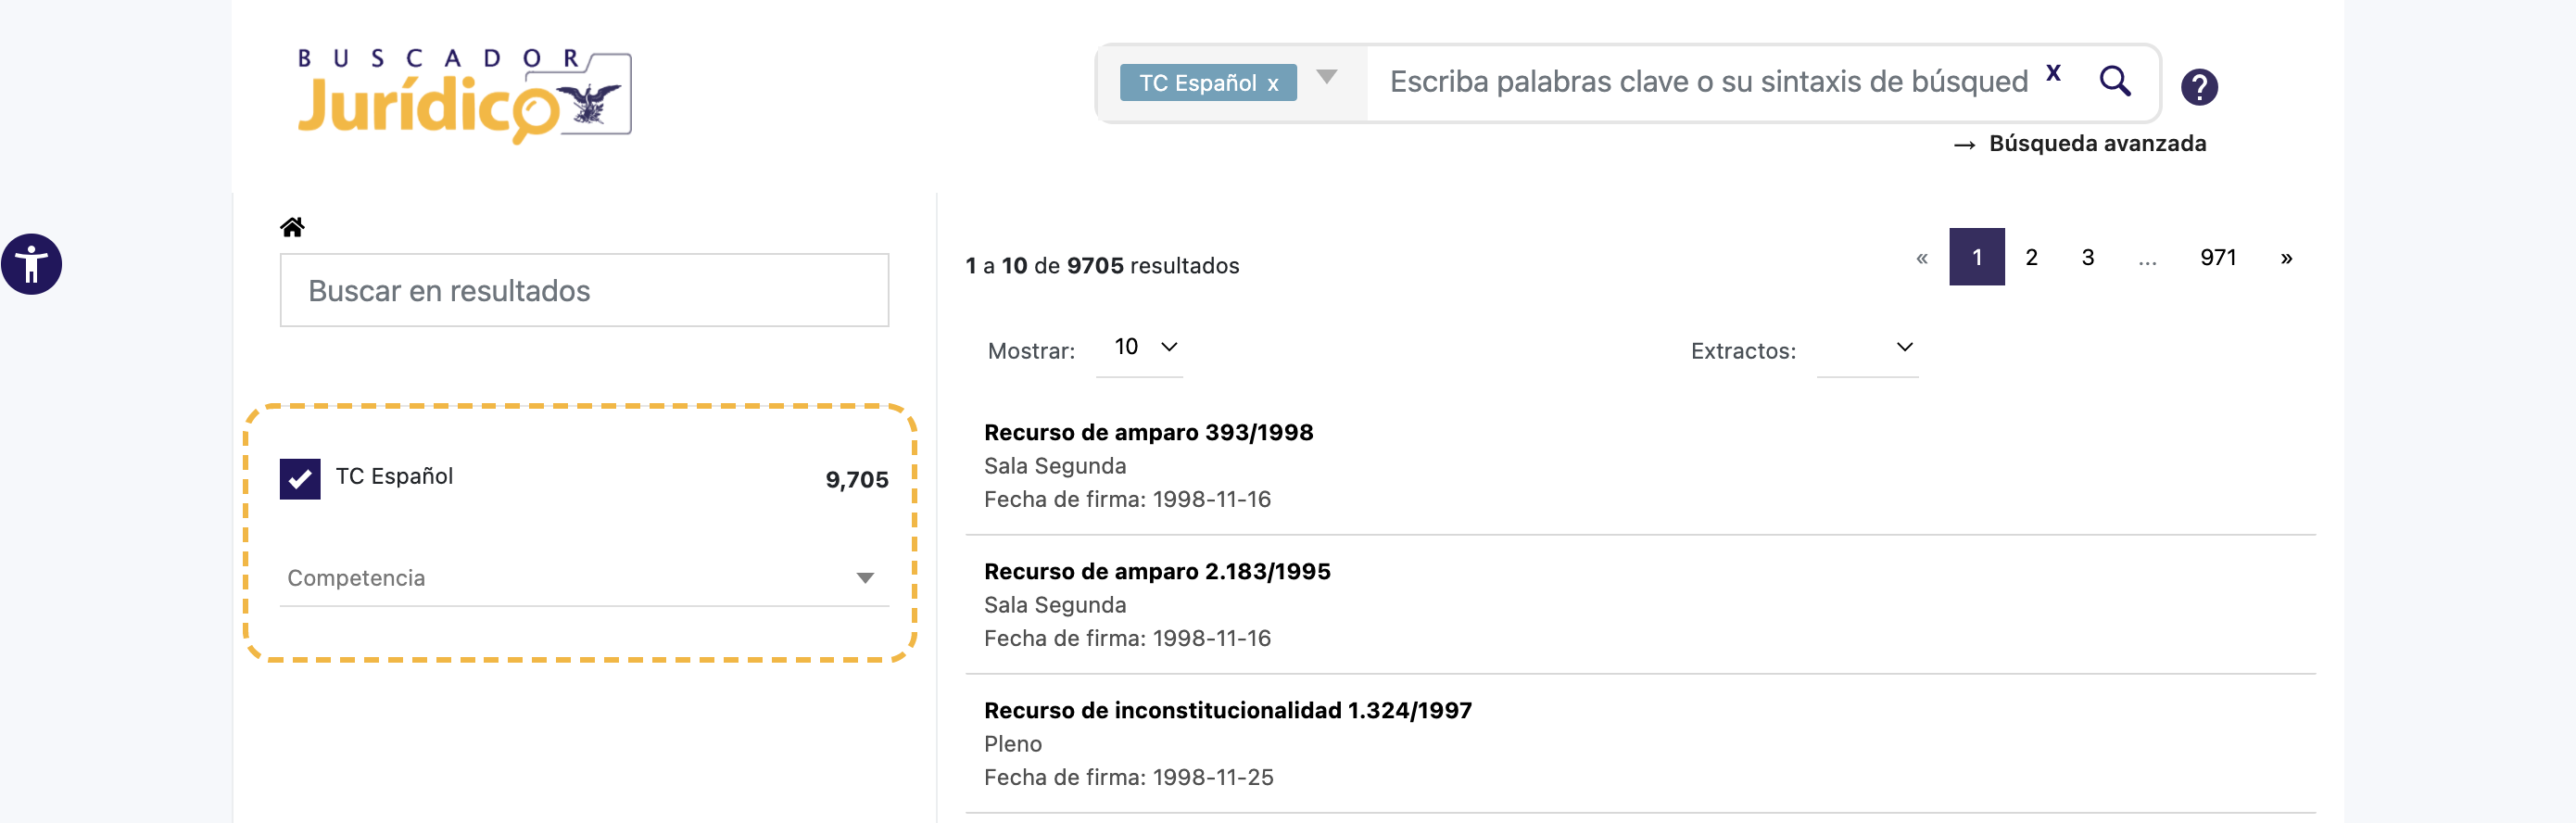 BUSCADOR
Jurídico
TC Español x
Escriba palabras clave o su sintaxis de búsqued
x
?
→ Búsqueda avanzada
Buscar en resultados
TC Español 9,705
Competencia
1 a 10 de 9705 resultados
« 1 2 3 ... 971 »
Mostrar: 10
Extractos:
Recurso de amparo 393/1998
Sala Segunda
Fecha de firma: 1998-11-16
Recurso de amparo 2.183/1995
Sala Segunda
Fecha de firma: 1998-11-16
Recurso de inconstitucionalidad 1.324/1997
Pleno
Fecha de firma: 1998-11-25